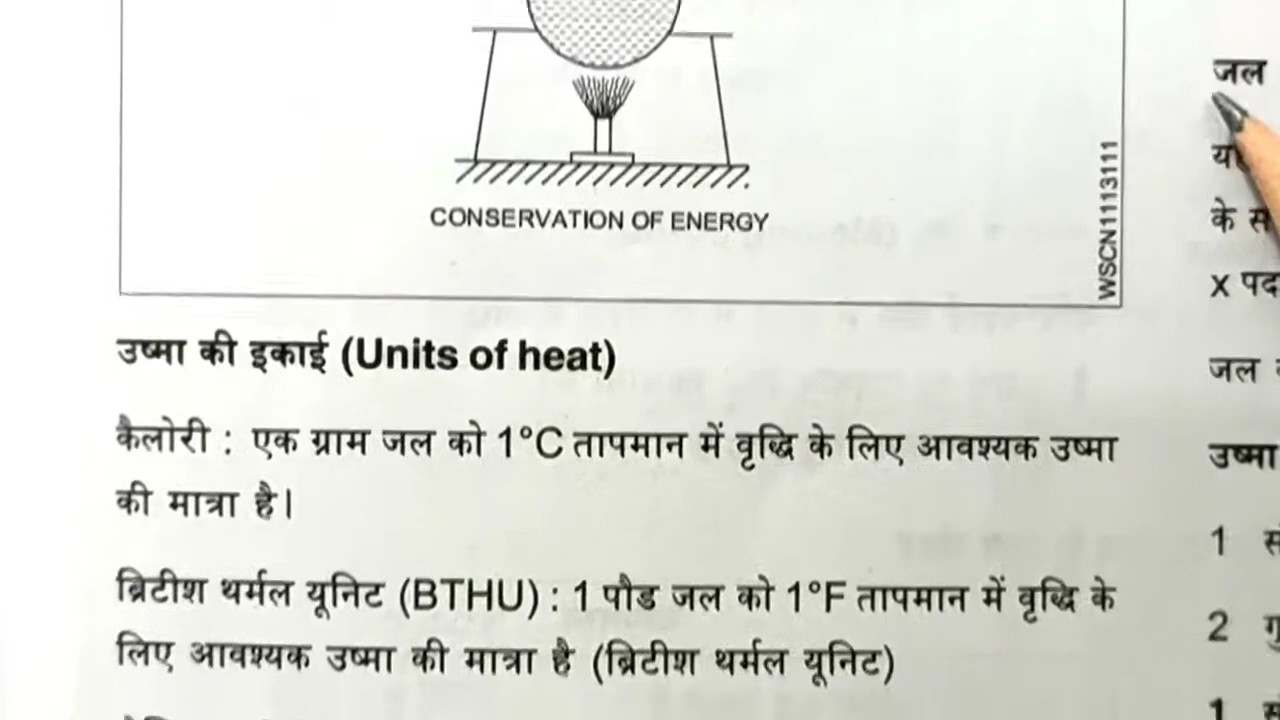 CONSERVATION OF ENERGY
WSCN1113111
उष्मा की इकाई (Units of heat)
कैलोरी : एक ग्राम जल को 1°C तापमान में वृद्धि के लिए आवश्यक उष्मा
की मात्रा है।
ब्रिटीश थर्मल यूनिट (BTHU) : 1 पौड जल को 1°F तापमान में वृद्धि के
लिए आवश्यक उष्मा की मात्रा है (ब्रिटीश थर्मल यूनिट)
जल
के
x
जल
उष्मा
1
2
1